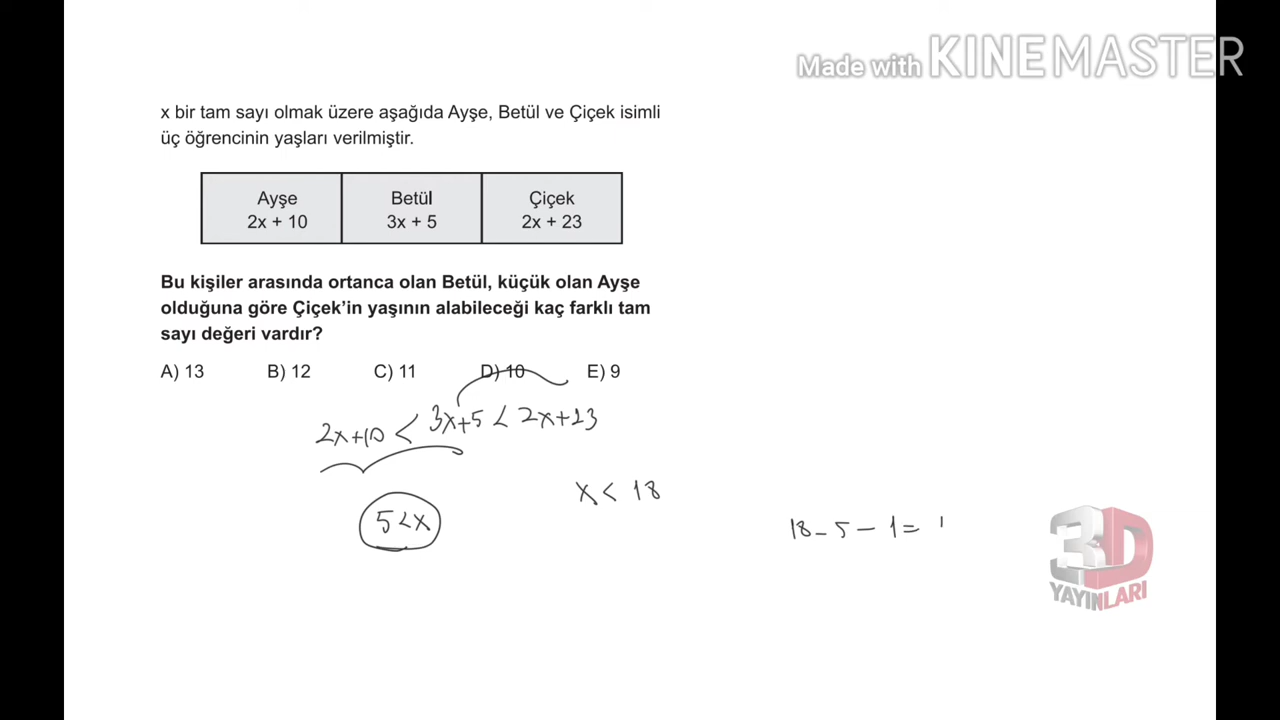 Made with KINEMASTER
x bir tam sayı olmak üzere aşağıda Ayşe, Betül ve Çiçek isimli
üç öğrencinin yaşları verilmiştir.
Ayşe Betül Çiçek
2x + 10 3x + 5 2x + 23
Bu kişiler arasında ortanca olan Betül, küçük olan Ayşe
olduğuna göre Çiçek'in yaşının alabileceği kaç farklı tam
sayı değeri vardır?
A) 13 B) 12 C) 11 D) 10 E) 9
2x+10 < 3x+5 < 2x+23
x < 18
5 < x
18 - 5 - 1 = 1
3D
YAYINLARI